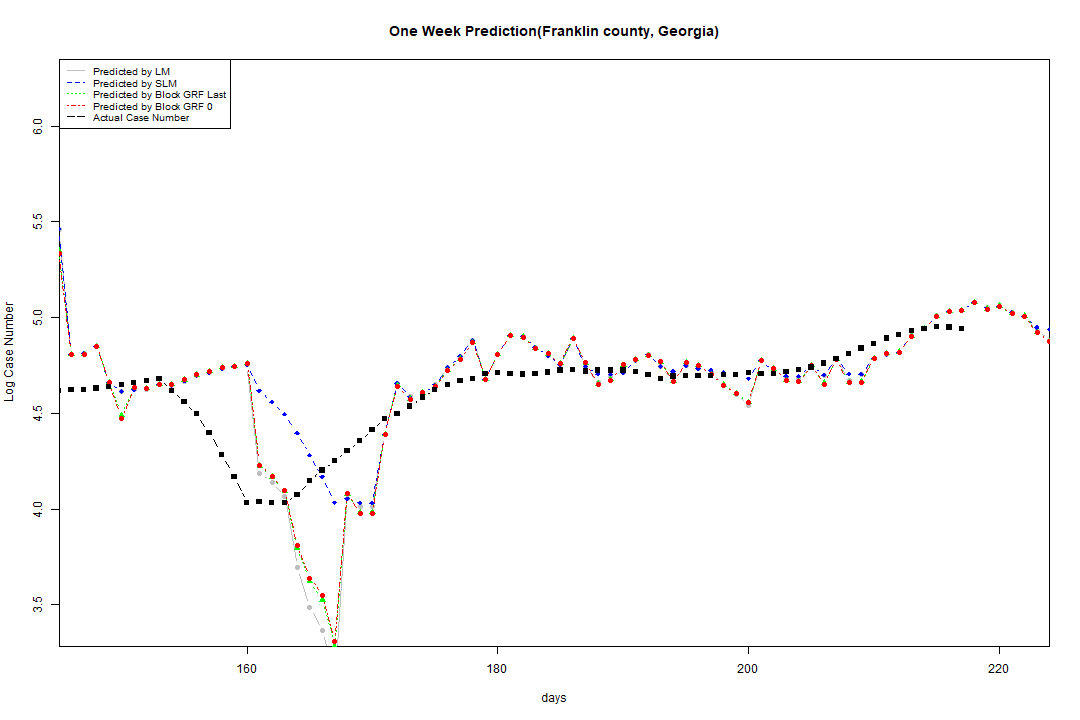 One Week Prediction(Franklin county, Georgia)
Predicted by LM
Predicted by SLM
Predicted by Block GRF Last
Predicted by Block GRF 0
Actual Case Number
6.0
5.5
5.0
4.5
4.0
3.5
Log Case Number
160 180 200 220
days